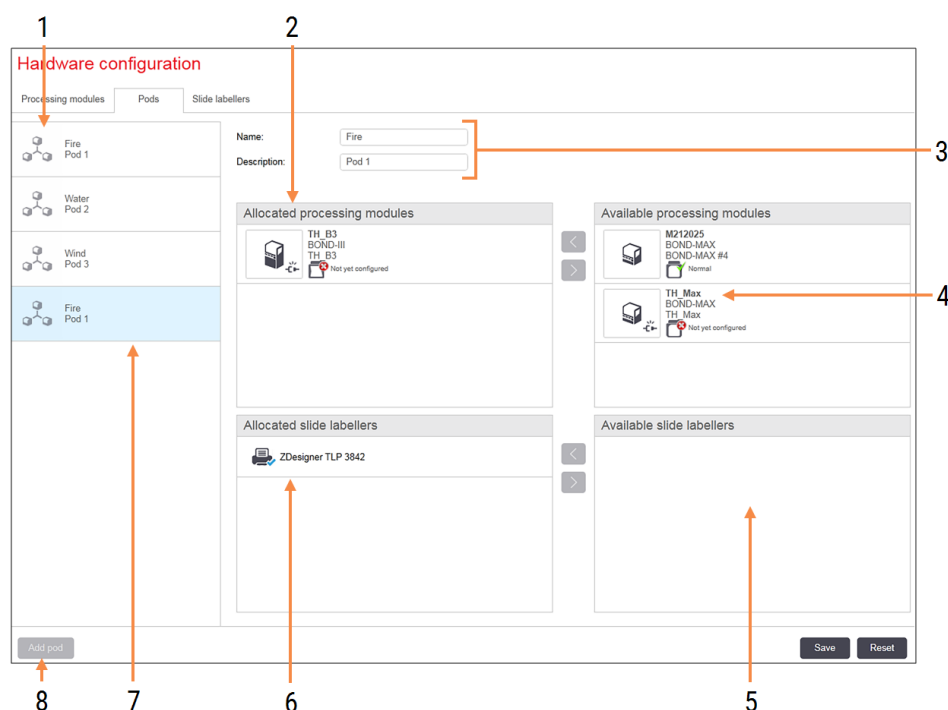 1
2
Hardware configuration
Processing modules
Pods
Slide labellers
Fire
Pod 1
Water
Pod 2
Wind
Pod 3
Fire
Pod 1
Name:
Fire
Description:
Pod 1
3
Allocated processing modules
TH_B3
BOND-III
TH_B3
Not yet configured
<
>
Available processing modules
M212025
BOND-MAX
BOND-MAX #4
Normal
TH_Max
BOND-MAX
TH_Max
Not yet configured
4
Allocated slide labellers
ZDesigner TLP 3842
<
>
Available slide labellers
Add pod
Save
Reset
8
7
6
5